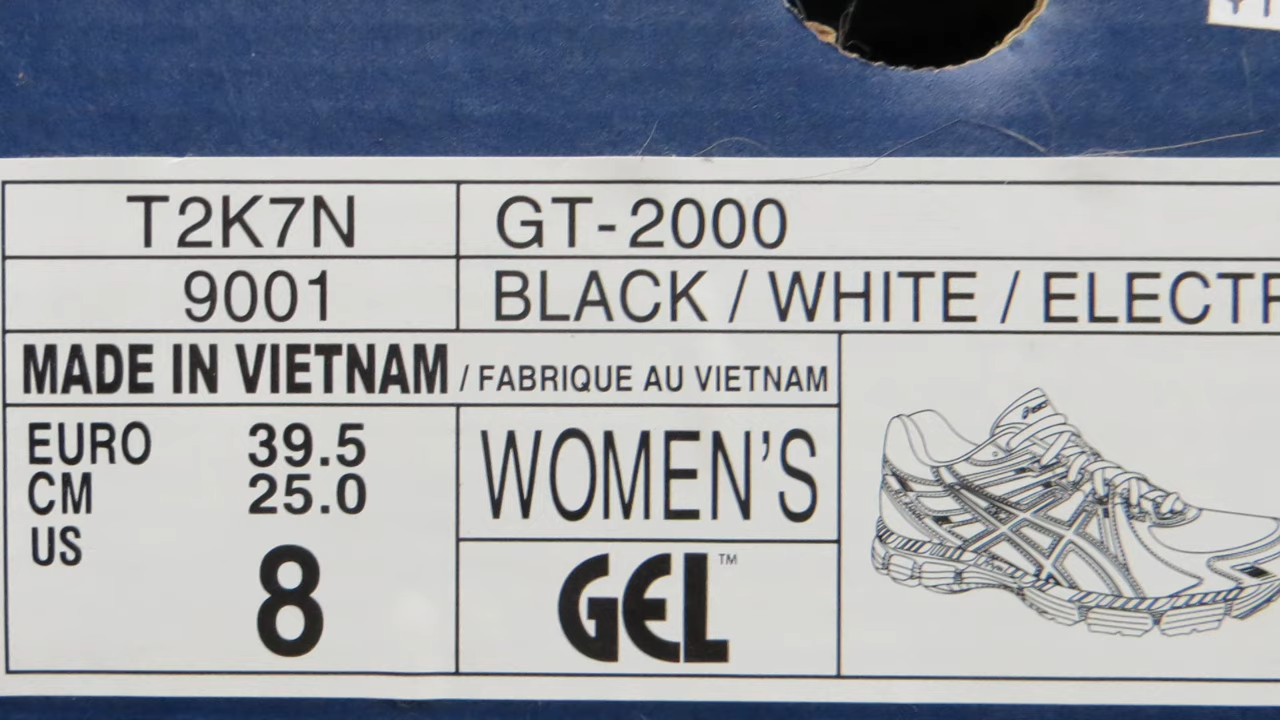 T2K7N GT-2000
9001 BLACK / WHITE / ELECTR
MADE IN VIETNAM / FABRIQUE AU VIETNAM
EURO 39.5
CM 25.0
US 8
WOMEN'S
GEL™